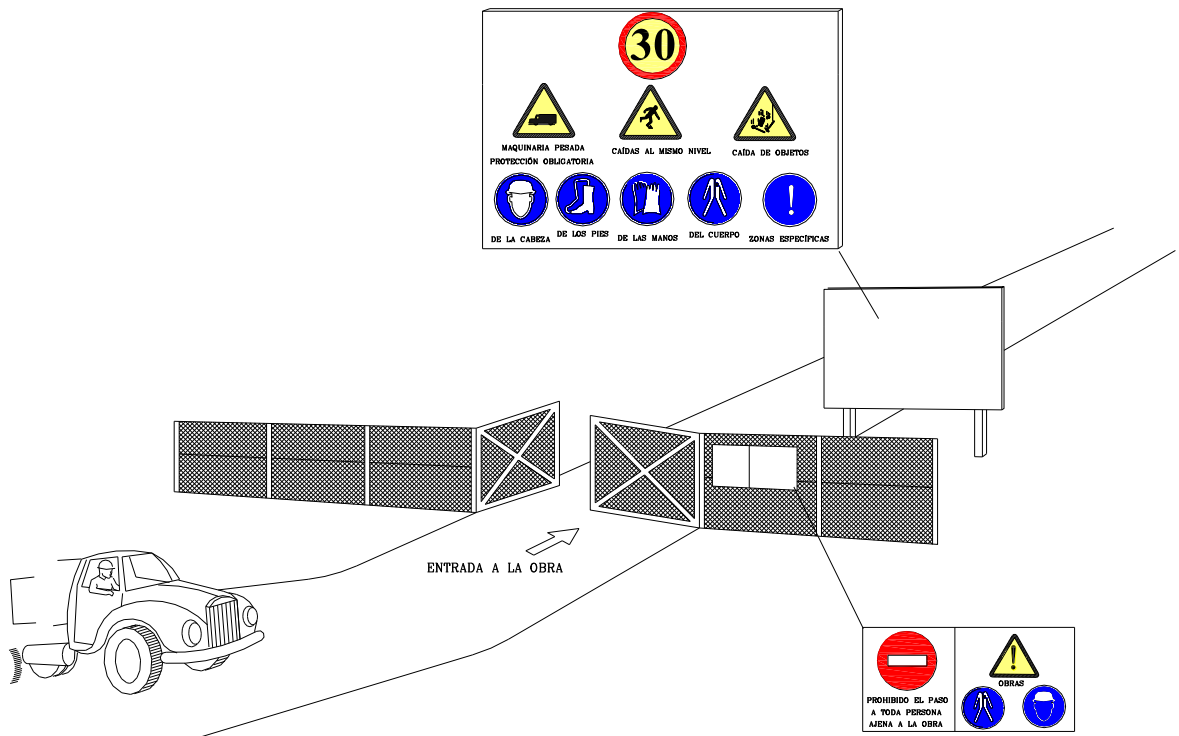 30
MAQUINARIA PESADA
CAÍDAS AL MISMO NIVEL
CAÍDA DE OBJETOS
PROTECCIÓN OBLIGATORIA
DE LA CABEZA
DE LOS PIES
DE LAS MANOS
DEL CUERPO
ZONAS ESPECÍFICAS
ENTRADA A LA OBRA
PROHIBIDO EL PASO
A TODA PERSONA
AJENA A LA OBRA
OBRAS